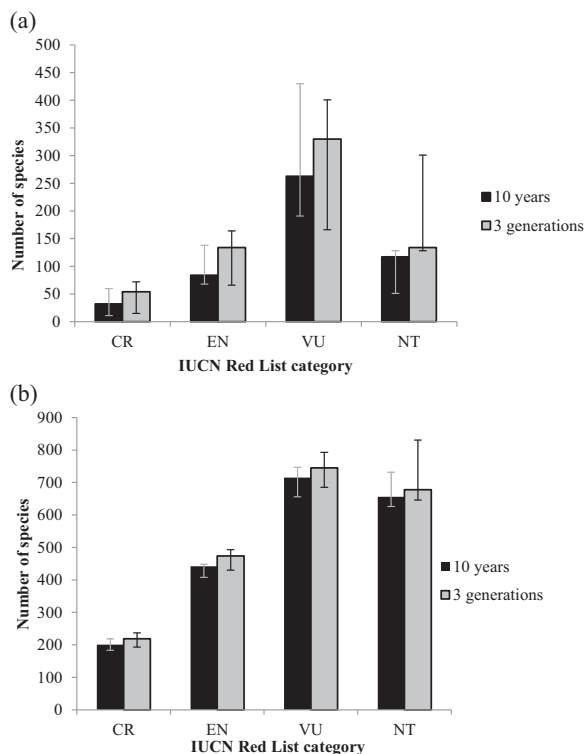 (a)
500
450
400
350
300
250
200
150
100
50
0
Number of species
10 years
3 generations
CR EN VU NT
IUCN Red List category
(b)
900
800
700
600
500
400
300
200
100
0
Number of species
10 years
3 generations
CR EN VU NT
IUCN Red List category